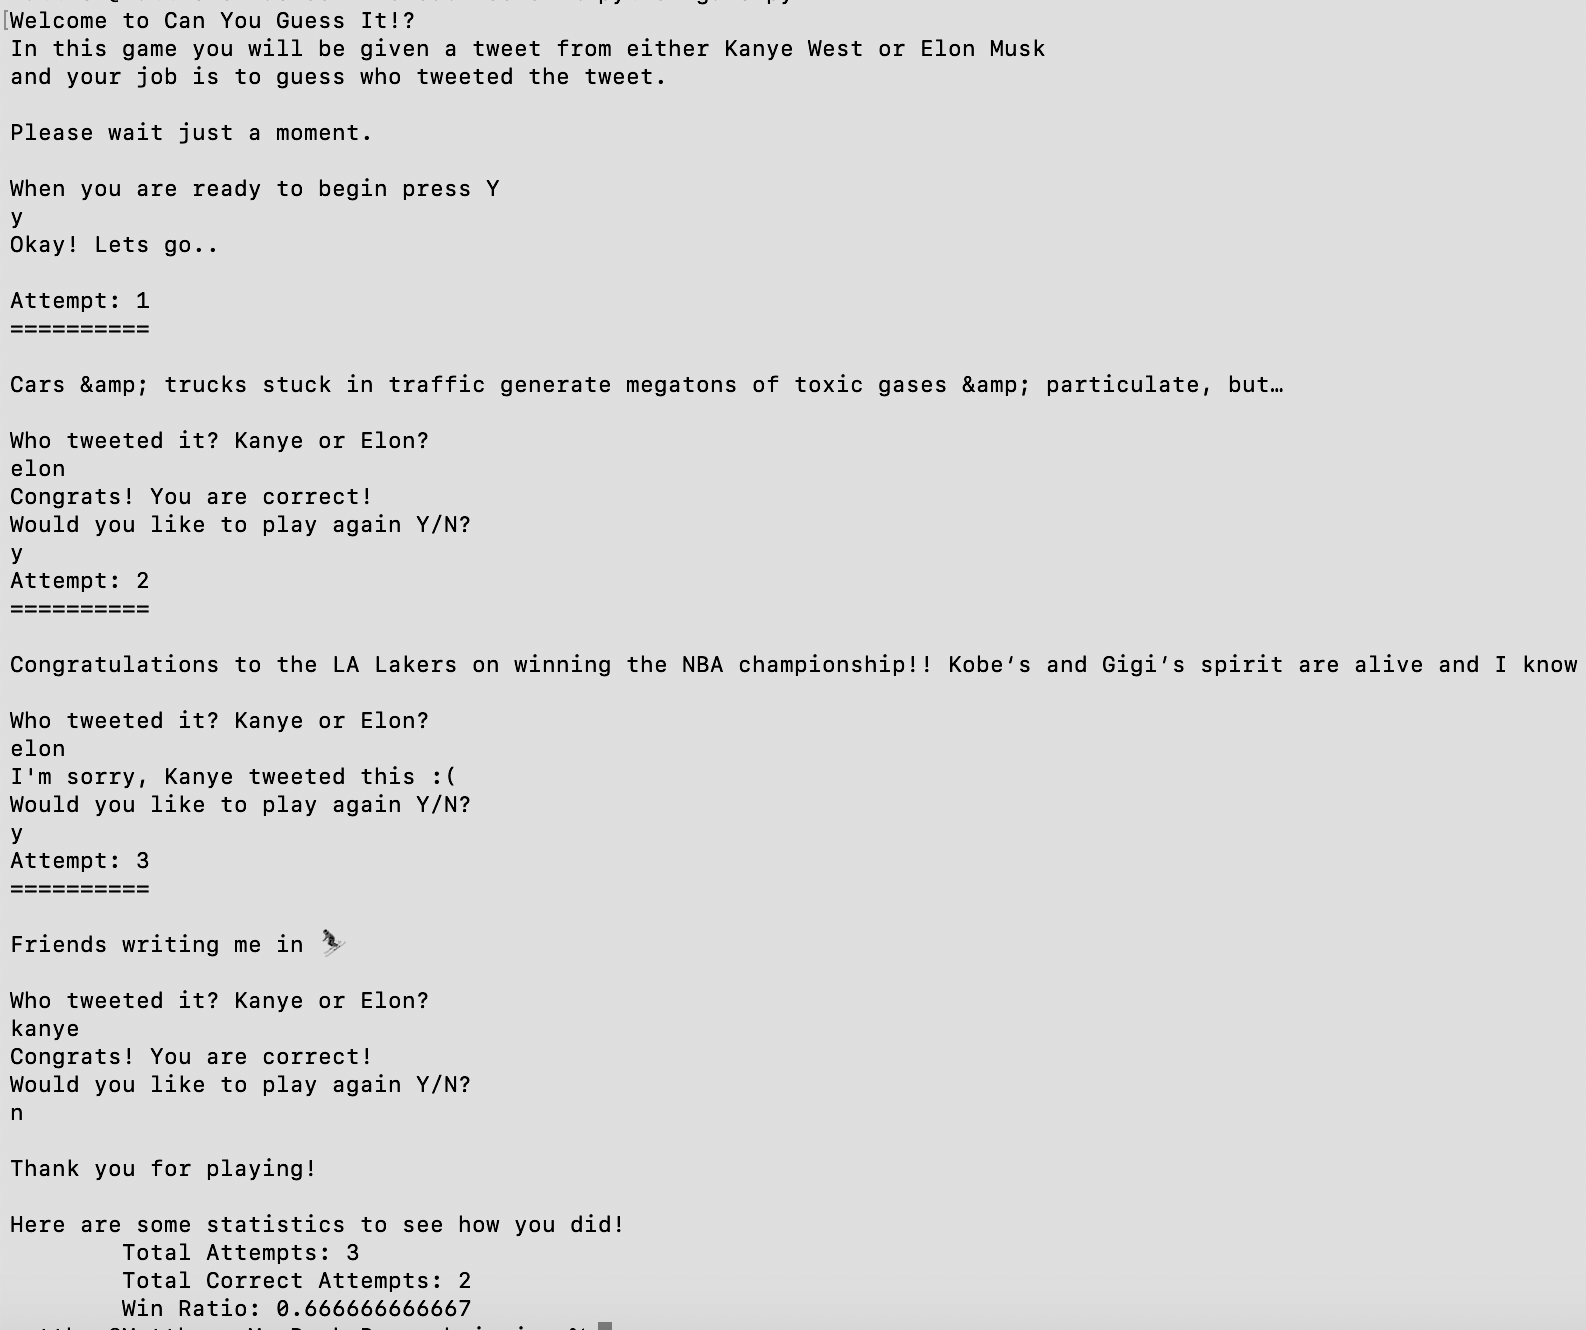 Welcome to Can You Guess It!?
In this game you will be given a tweet from either Kanye West or Elon Musk
and your job is to guess who tweeted the tweet.
Please wait just a moment.
When you are ready to begin press Y
y
Okay! Lets go..
Attempt: 1
==========
Cars &amp; trucks stuck in traffic generate megatons of toxic gases &amp; particulate, but…
Who tweeted it? Kanye or Elon?
elon
Congrats! You are correct!
Would you like to play again Y/N?
y
Attempt: 2
==========
Congratulations to the LA Lakers on winning the NBA championship!! Kobe‘s and Gigi’s spirit are alive and I know
Who tweeted it? Kanye or Elon?
elon
I'm sorry, Kanye tweeted this :(
Would you like to play again Y/N?
y
Attempt: 3
==========
Friends writing me in ⛷
Who tweeted it? Kanye or Elon?
kanye
Congrats! You are correct!
Would you like to play again Y/N?
n
Thank you for playing!
Here are some statistics to see how you did!
Total Attempts: 3
Total Correct Attempts: 2
Win Ratio: 0.666666666667